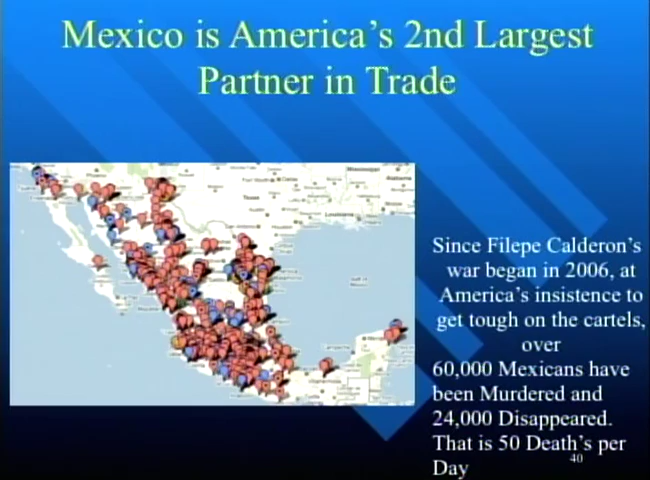 Mexico is America's 2nd Largest
Partner in Trade
Since Filepe Calderon's
war began in 2006, at
America's insistence to
get tough on the cartels,
over
60,000 Mexicans have
been Murdered and
24,000 Disappeared.
That is 50 Death's per
Day
40
Texas
Louisiana